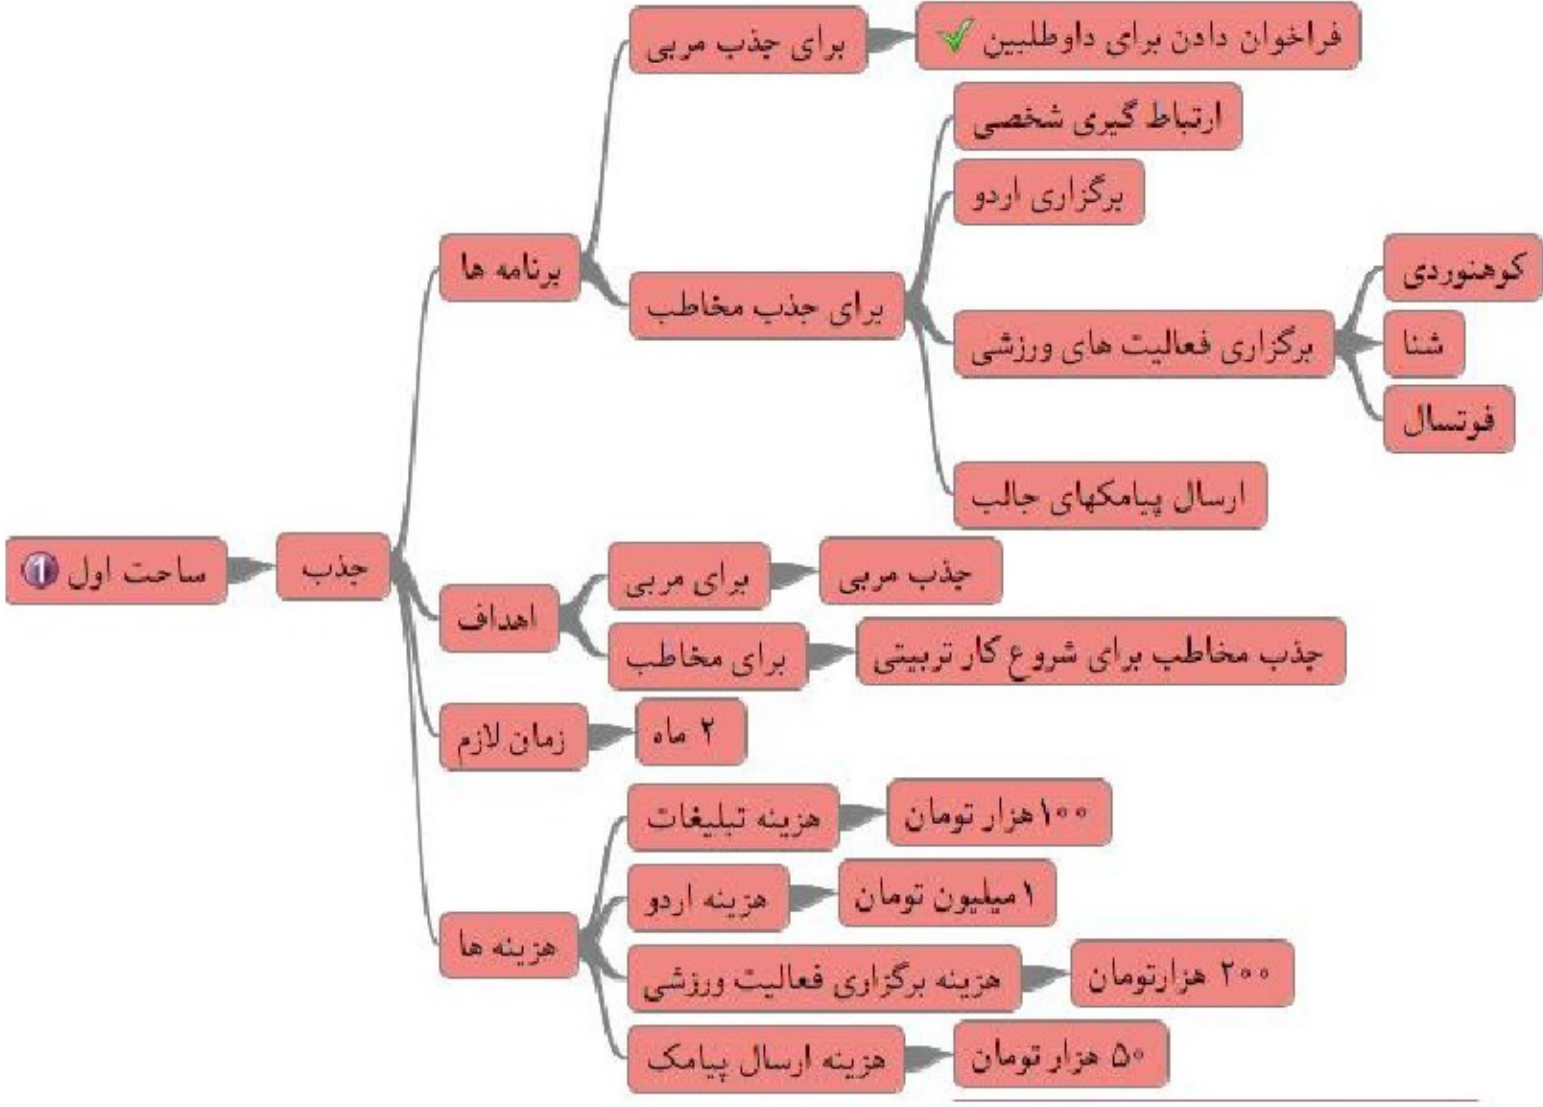 ساحت اول 1
جذب
برنامه ها
برای جذب مربی
فراخوان دادن برای داوطلبین
برای جذب مخاطب
ارتباط گیری شخصی
برگزاری اردو
برگزاری فعالیت های ورزشی
کوهنوردی
شنا
فوتسال
ارسال پیامکهای جالب
اهداف
برای مربی
جذب مربی
برای مخاطب
جذب مخاطب برای شروع کار تربیتی
زمان لازم
۲ ماه
هزینه ها
هزینه تبلیغات
۱۰۰هزار تومان
هزینه اردو
۱میلیون تومان
هزینه برگزاری فعالیت ورزشی
۲۰۰ هزارتومان
هزینه ارسال پیامک
۵۰ هزار تومان